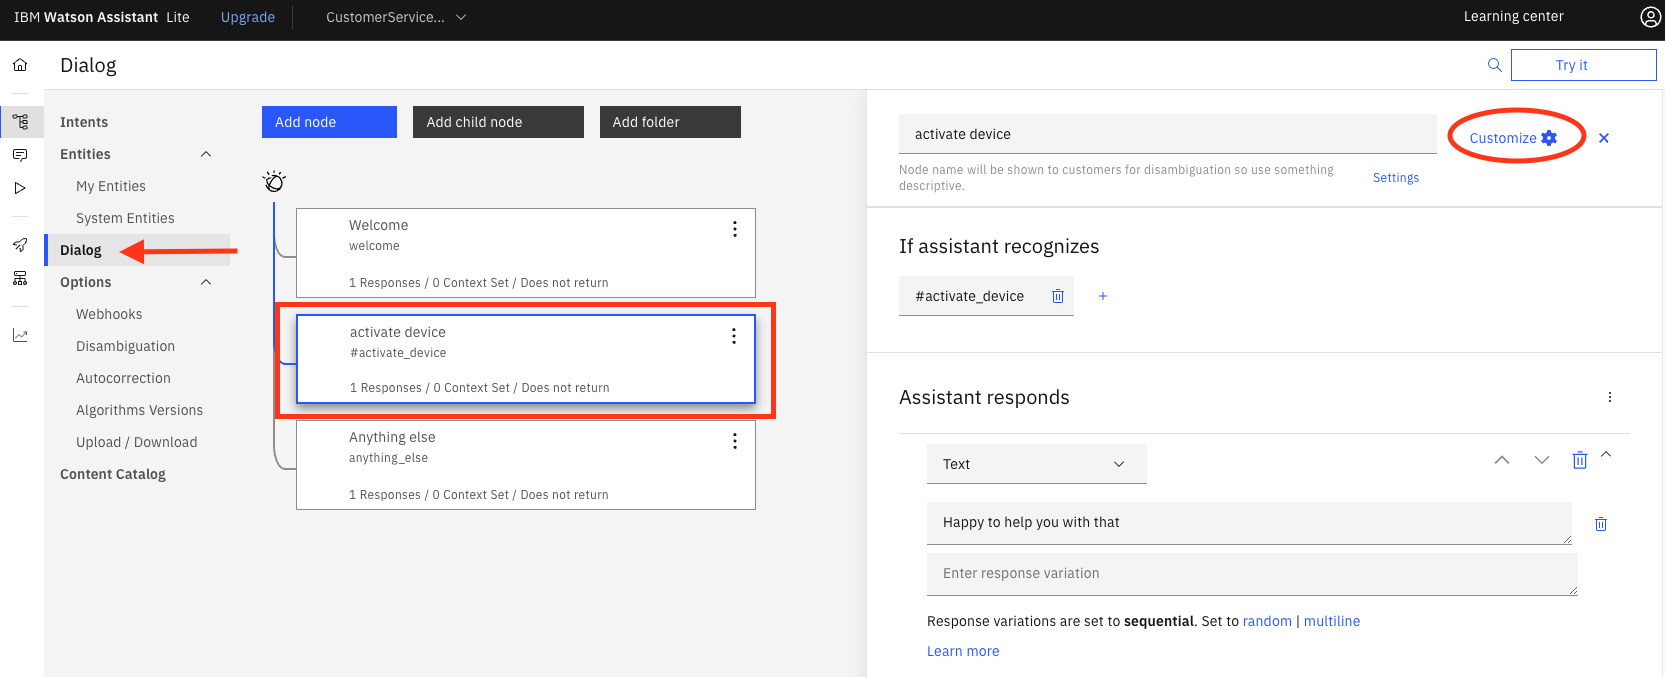 IBM Watson Assistant Lite Upgrade CustomerService... Learning center
Dialog
Try it
Intents
Entities
My Entities
System Entities
Dialog
Options
Webhooks
Disambiguation
Autocorrection
Algorithms Versions
Upload / Download
Content Catalog
Add node Add child node Add folder
Welcome
welcome
1 Responses / 0 Context Set / Does not return
activate device
#activate_device
1 Responses / 0 Context Set / Does not return
Anything else
anything_else
1 Responses / 0 Context Set / Does not return
activate device
Customize
Node name will be shown to customers for disambiguation so use something
descriptive.
Settings
If assistant recognizes
#activate_device
Assistant responds
Text
Happy to help you with that
Enter response variation
Response variations are set to sequential. Set to random | multiline
Learn more